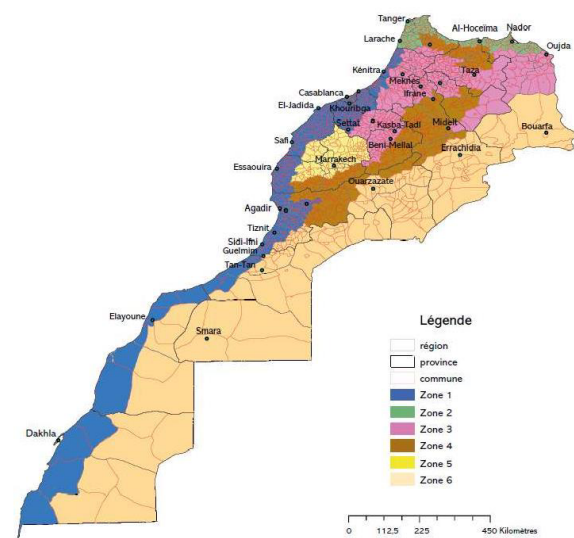 Tanger
Al-Hoceïma
Nador
Larache
Oujda
Kénitra
Taza
Meknès
Ifrane
Casablanca
Khouribga
El-Jadida
Settat
Kasba-Tadl
Midelt
Bouarfa
Safi
Beni-Mellal
Errachidia
Marrakech
Essaouira
Ouarzazate
Agadir
Tiznit
Sidi-Ifni
Guelmim
Tan-Tan
Elayoune
Smara
Dakhla
Légende
région
province
commune
Zone 1
Zone 2
Zone 3
Zone 4
Zone 5
Zone 6
0 112,5 225 450 Kilomètres